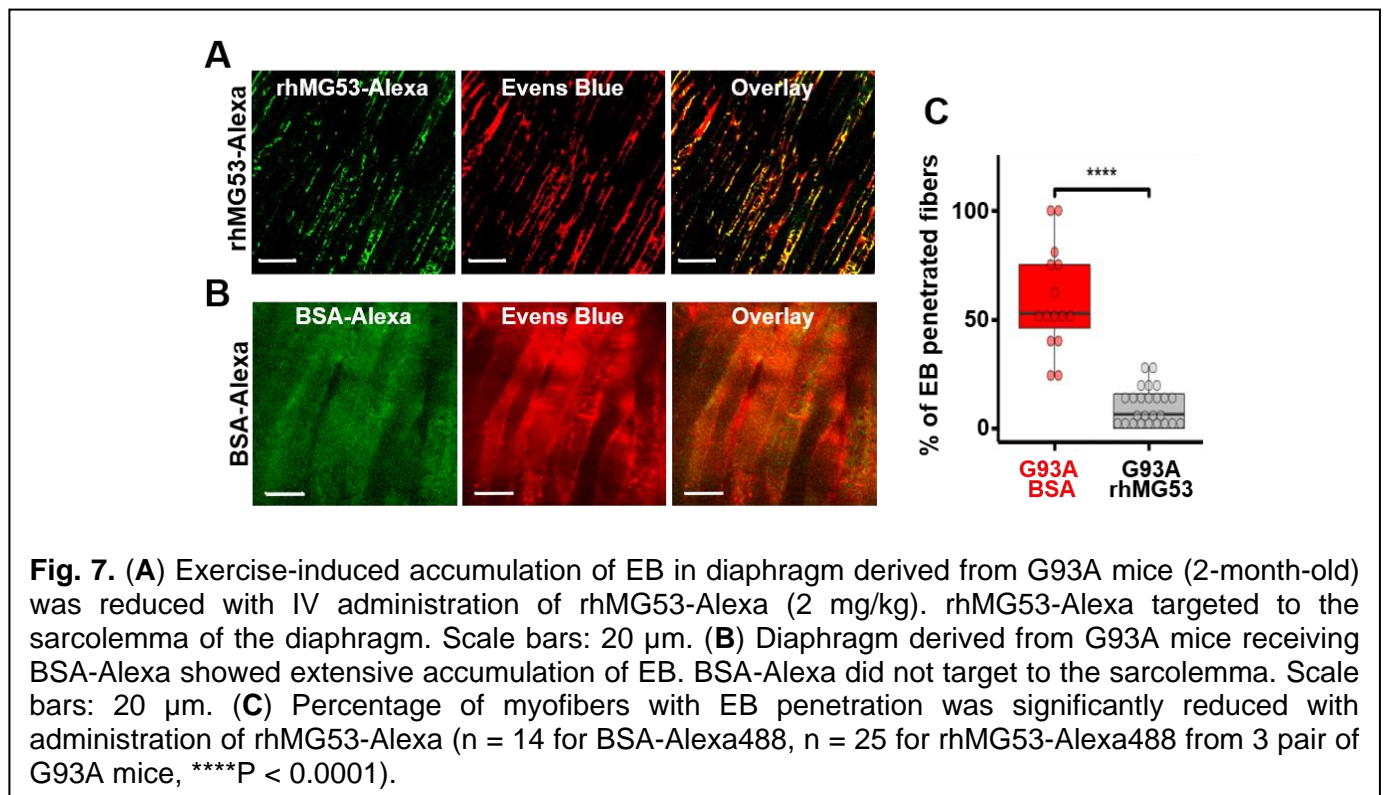 A
rhMG53-Alexa
rhMG53-Alexa
Evens Blue
Overlay
B
BSA-Alexa
BSA-Alexa
Evens Blue
Overlay
C
% of EB penetrated fibers
****
100
50
0
G93A
BSA
G93A
rhMG53
Fig. 7. (A) Exercise-induced accumulation of EB in diaphragm derived from G93A mice (2-month-old)
was reduced with IV administration of rhMG53-Alexa (2 mg/kg). rhMG53-Alexa targeted to the
sarcolemma of the diaphragm. Scale bars: 20 µm. (B) Diaphragm derived from G93A mice receiving
BSA-Alexa showed extensive accumulation of EB. BSA-Alexa did not target to the sarcolemma. Scale
bars: 20 µm. (C) Percentage of myofibers with EB penetration was significantly reduced with
administration of rhMG53-Alexa (n = 14 for BSA-Alexa488, n = 25 for rhMG53-Alexa488 from 3 pair of
G93A mice, ****P < 0.0001).